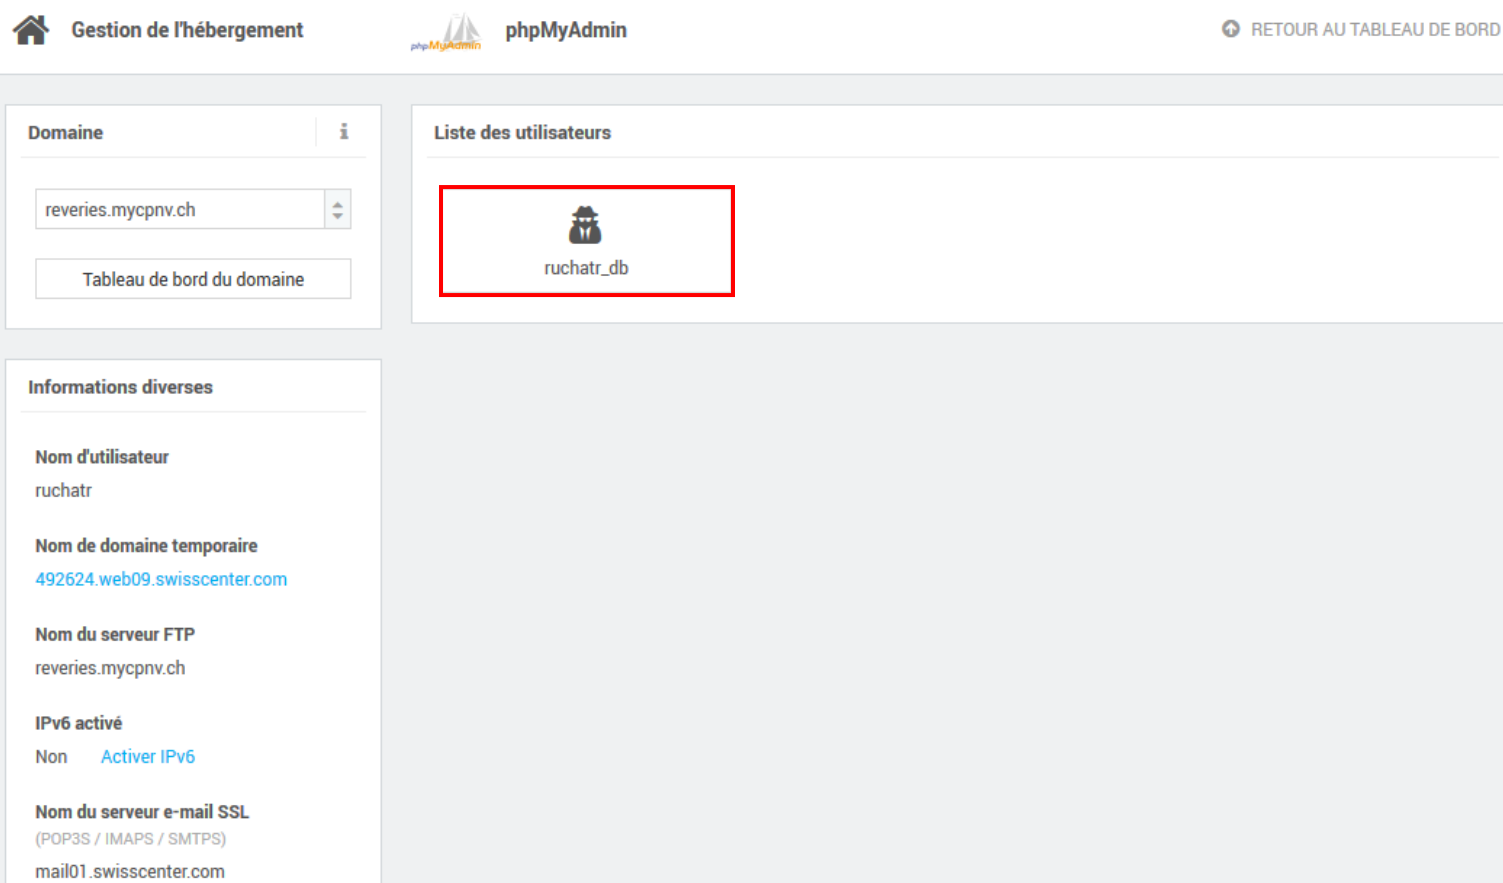 Gestion de l'hébergement
phpMyAdmin
phpMyAdmin
RETOUR AU TABLEAU DE BORD
Domaine
reveries.mycpnv.ch
Tableau de bord du domaine
Liste des utilisateurs
ruchatr_db
Informations diverses
Nom d'utilisateur
ruchatr
Nom de domaine temporaire
492624.web09.swisscenter.com
Nom du serveur FTP
reveries.mycpnv.ch
IPv6 activé
Non Activer IPv6
Nom du serveur e-mail SSL
(POP3S / IMAPS / SMTPS)
mail01.swisscenter.com